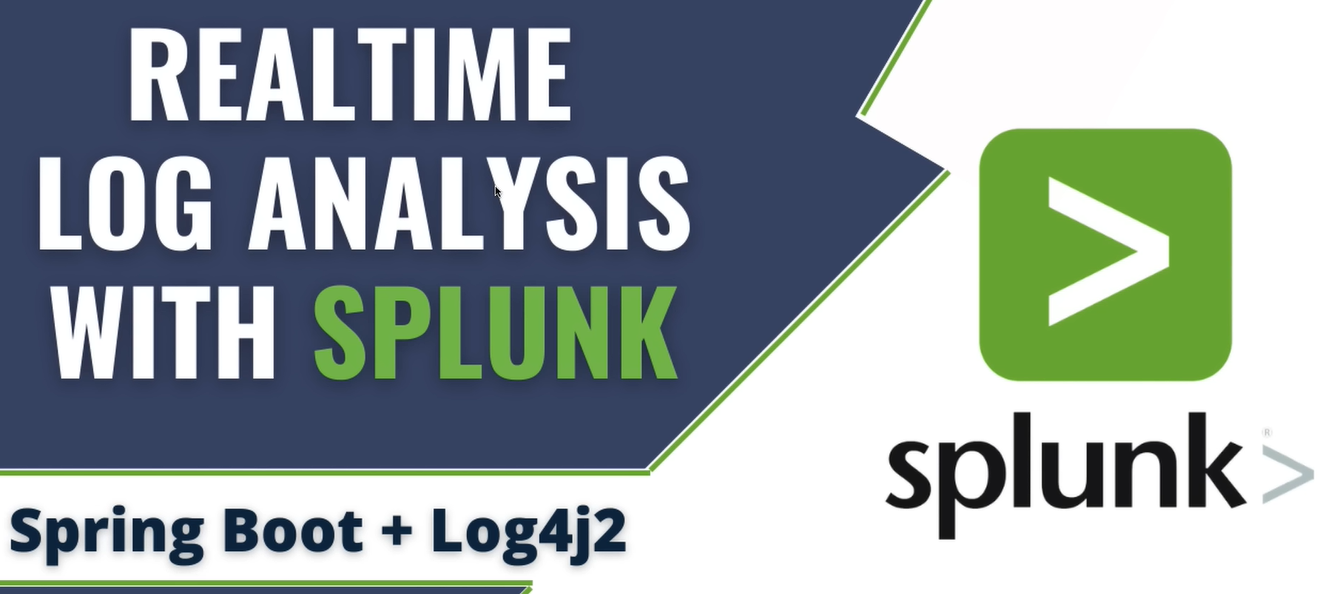 REALTIME
LOG ANALYSIS
WITH SPLUNK
splunk>
®
Spring Boot + Log4j2